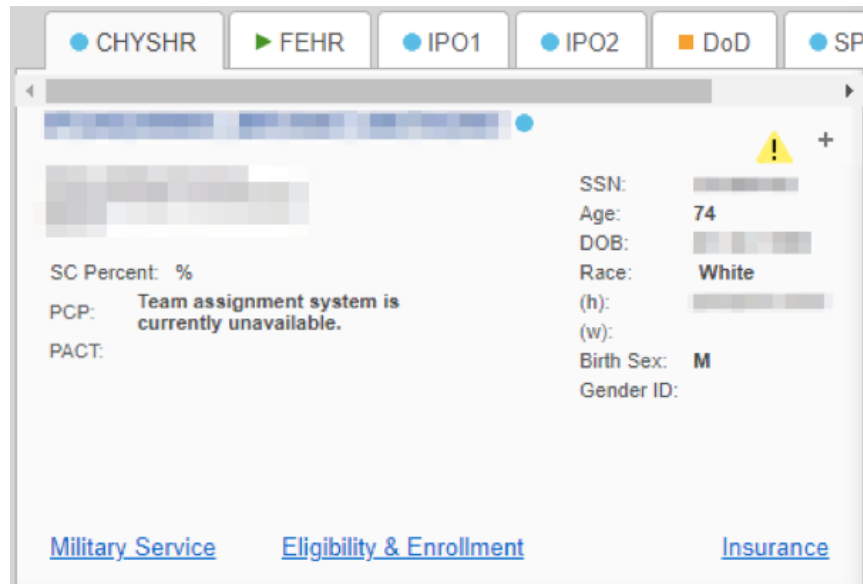 CHYSHR FEHR IPO1 IPO2 DoD SP
SSN:
Age: 74
DOB:
SC Percent: %
Race: White
PCP: Team assignment system is
currently unavailable.
(h):
(w):
PACT:
Birth Sex: M
Gender ID:
Military Service Eligibility & Enrollment Insurance